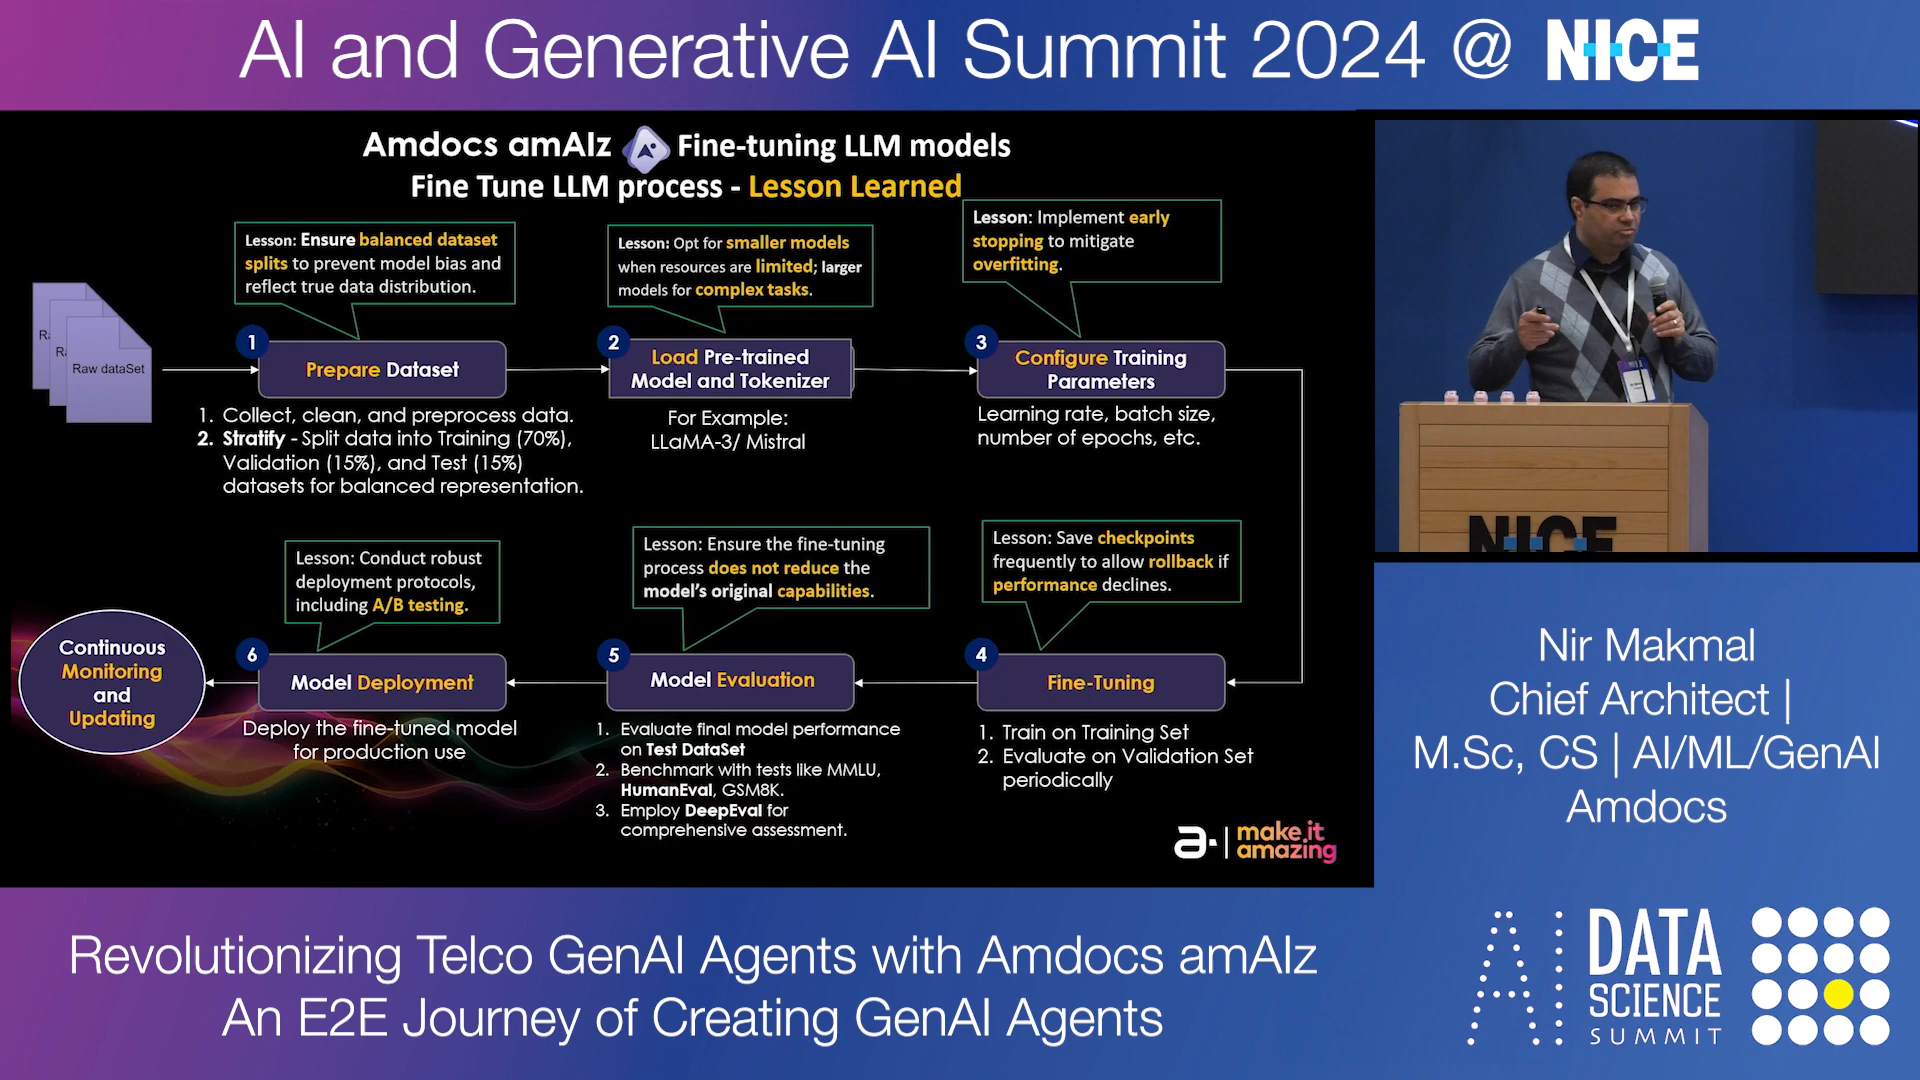 AI and Generative AI Summit 2024 @ NICE
Amdocs amAIz Fine-tuning LLM models
Fine Tune LLM process - Lesson Learned
Lesson: Ensure balanced dataset
splits to prevent model bias and
reflect true data distribution.
Lesson: Opt for smaller models
when resources are limited; larger
models for complex tasks.
Lesson: Implement early
stopping to mitigate
overfitting.
R
R
Raw dataSet
1
Prepare Dataset
1. Collect, clean, and preprocess data.
2. Stratify - Split data into Training (70%),
Validation (15%), and Test (15%)
datasets for balanced representation.
2
Load Pre-trained
Model and Tokenizer
For Example:
LLaMA-3/ Mistral
3
Configure Training
Parameters
Learning rate, batch size,
number of epochs, etc.
Lesson: Save checkpoints
frequently to allow rollback if
performance declines.
4
Fine-Tuning
1. Train on Training Set
2. Evaluate on Validation Set
periodically
Lesson: Ensure the fine-tuning
process does not reduce the
model's original capabilities.
5
Model Evaluation
1. Evaluate final model performance
on Test DataSet
2. Benchmark with tests like MMLU,
HumanEval, GSM8K.
3. Employ DeepEval for
comprehensive assessment.
Lesson: Conduct robust
deployment protocols,
including A/B testing.
6
Model Deployment
Deploy the fine-tuned model
for production use
Continuous
Monitoring
and
Updating
a
make it
amazing
NICE
Nir Makmal
Chief Architect |
M.Sc, CS | AI/ML/GenAI
Amdocs
Revolutionizing Telco GenAI Agents with Amdocs amAIz
An E2E Journey of Creating GenAI Agents
AI
DATA
SCIENCE
SUMMIT